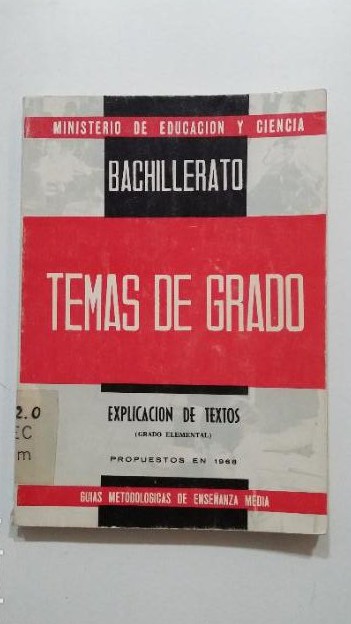 MINISTERIO DE EDUCACION Y CIENCIA
BACHILLERATO
TEMAS DE GRADO
2.0
EC
m
EXPLICACION DE TEXTOS
(GRADO ELEMENTAL)
PROPUESTOS EN 1968
GUIAS METODOLOGICAS DE ENSEÑANZA MEDIA